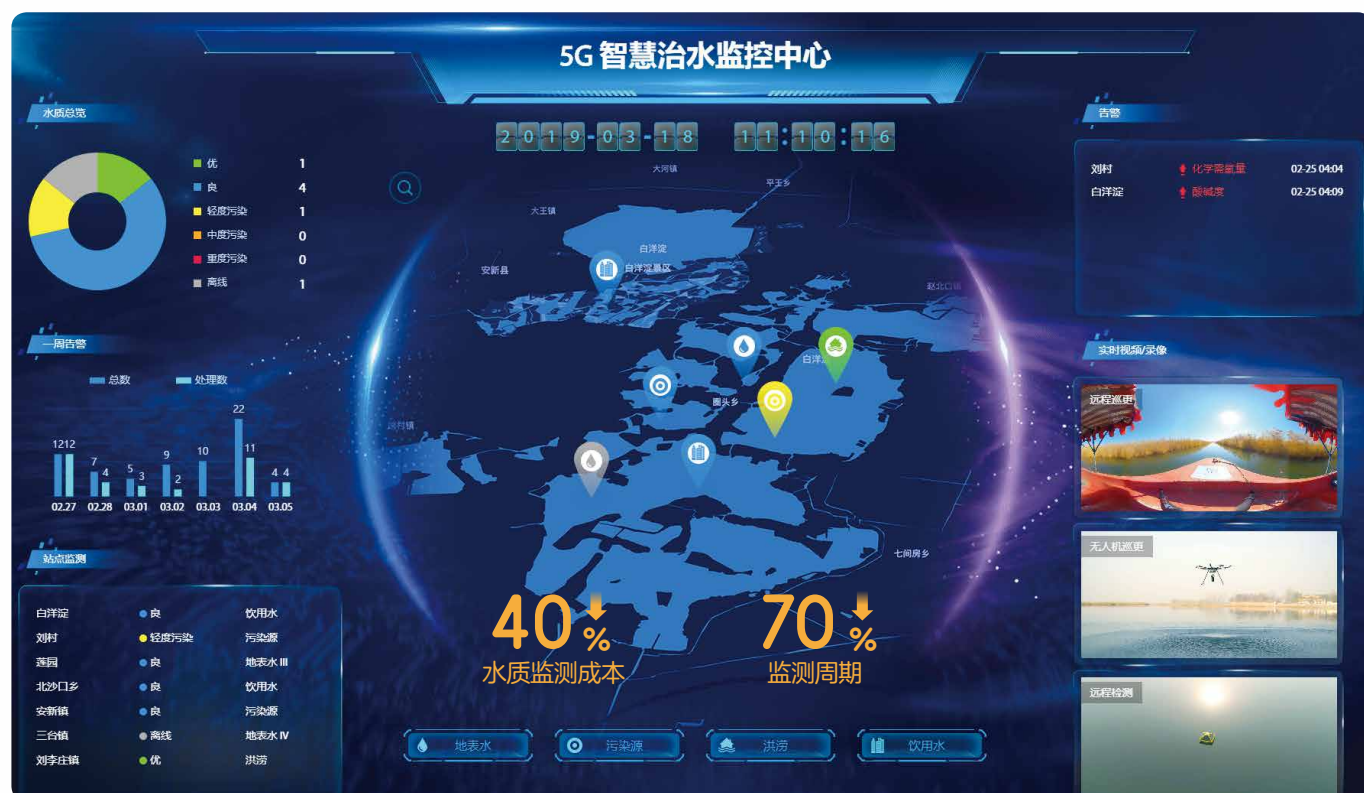 5G 智慧治水监控中心
2019-03-18 11:10:16
水质总览
优 1
良 4
轻度污染 1
中度污染 0
重度污染 0
离线 1
一周告警
总数 处理数
12 12 7 4 5 3 9 2 10 22 11 4 4
02.27 02.28 03.01 03.02 03.03 03.04 03.05
站点监测
白洋淀 良 饮用水
刘村 轻度污染 污染源
莲园 良 地表水 III
北沙口乡 良 饮用水
安新镇 良 污染源
三台镇 离线 地表水 IV
刘李庄镇 优 洪涝
大河镇
平王乡
大王镇
白洋淀
安新县
白洋淀景区
赵北口镇
白洋
圈头乡
七间房乡
40%
水质监测成本
70%
监测周期
地表水 污染源 洪涝 饮用水
告警
刘村 化学需氧量 02-25 04:04
白洋淀 酸碱度 02-25 04:09
实时视频/录像
远程巡更
无人机巡更
远程检测